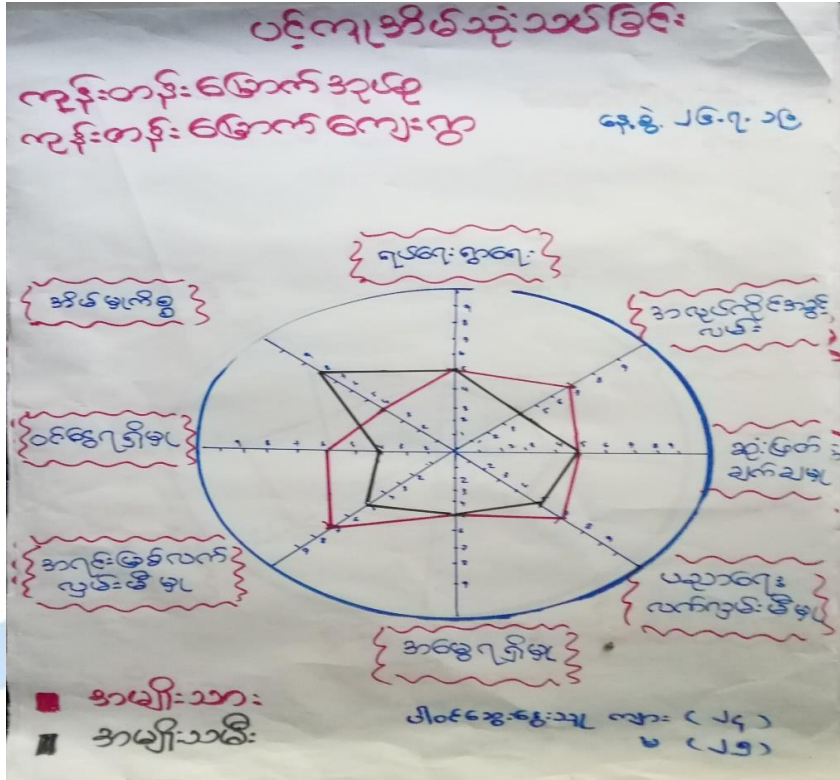 ပင့်ကူအိမ်သုံးသပ်ခြင်း
ကွန်းတန်းမြောက်အုပ်စု
ကွန်းတန်းမြောက်ကျေးရွာ
နေ့စွဲ ၂၆.၇.၁၉
ရပ်ရေးရွာရေး
အိမ်မှုကိစ္စ
အလုပ်ကိုင်အခွင့်
လမ်း
ဝင်ငွေရရှိမှု
ဆုံးဖြတ်
ချက်ချမှု
အရင်းမြစ်လက်
လှမ်းမီမှု
ပညာရေး
လက်လှမ်းမီမှု
အမွေရရှိမှု
အမျိုးသား
အမျိုးသမီး
ပါဝင်ဆွေးနွေးသူ ကျား (၂၄)
မ (၂၅)